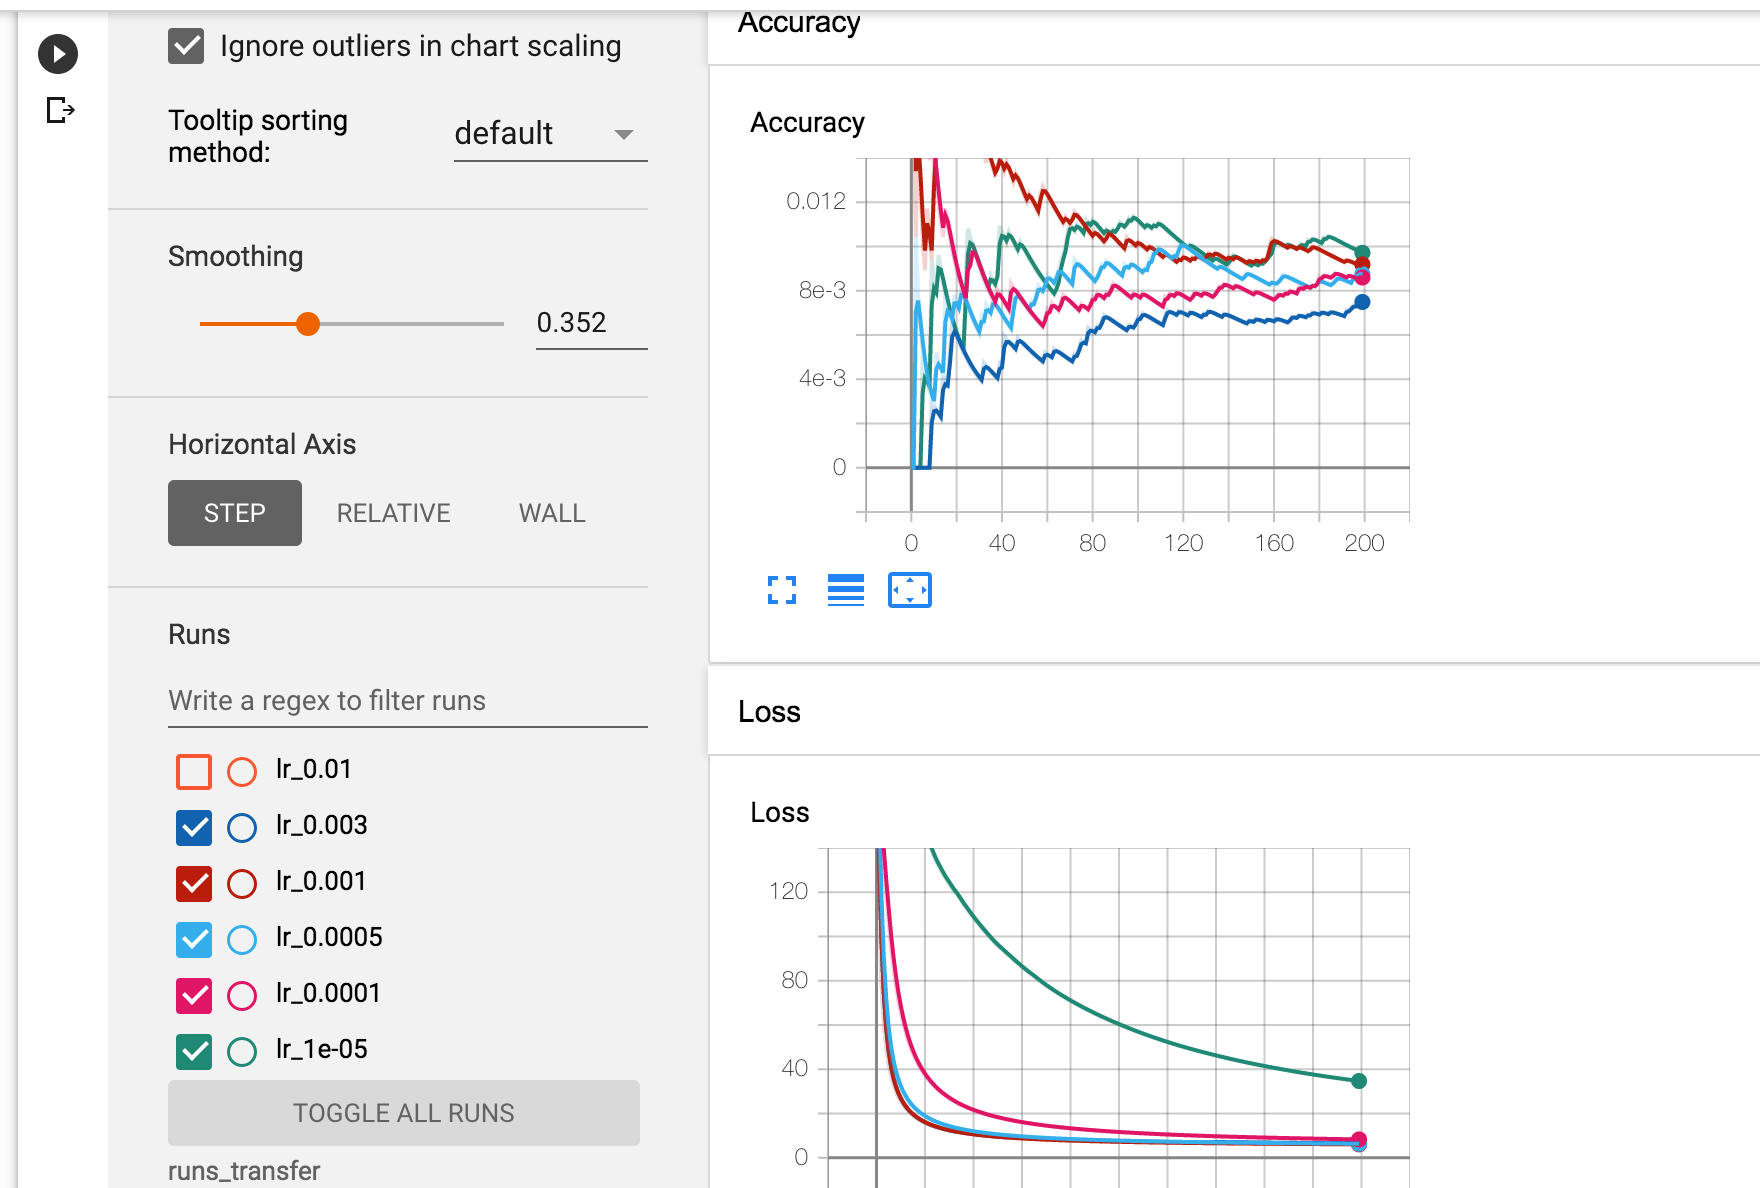 Ignore outliers in chart scaling
Tooltip sorting
method:
default
Smoothing
0.352
Horizontal Axis
STEP
RELATIVE
WALL
Runs
Write a regex to filter runs
lr_0.01
lr_0.003
lr_0.001
lr_0.0005
lr_0.0001
lr_1e-05
TOGGLE ALL RUNS
runs_transfer
Accuracy
Accuracy
0.012
8e-3
4e-3
0
0 40 80 120 160 200
Loss
Loss
120
80
40
0